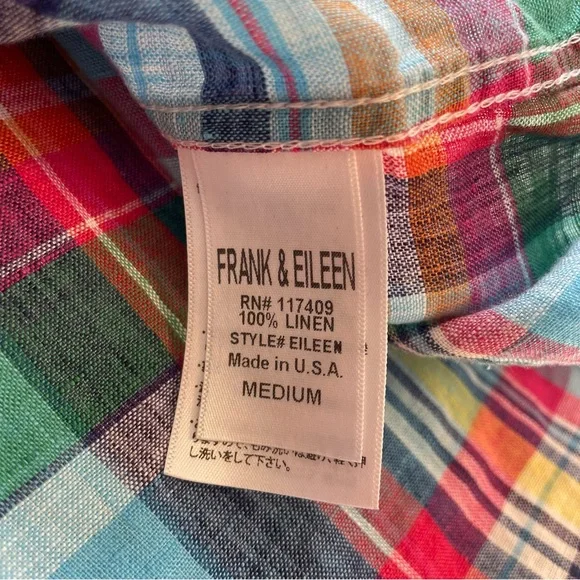 FRANK & EILEEN
RN# 117409
100% LINEN
STYLE# EILEEN
Made in U.S.A.
MEDIUM
し洗いをして下さい。